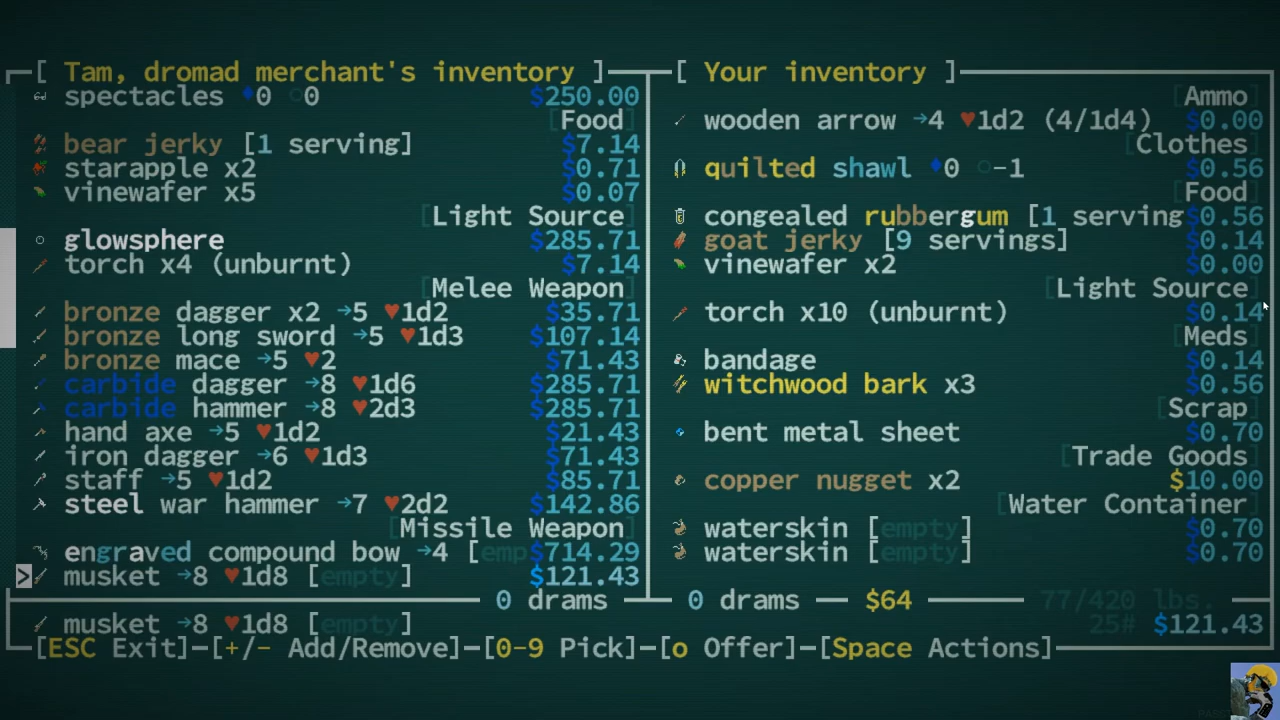 [ Tam, dromad merchant's inventory ]
spectacles ♦0 ○0 $250.00
[Food]
bear jerky [1 serving] $7.14
starapple x2 $0.71
vinewafer x5 $0.07
[Light Source]
glowsphere $285.71
torch x4 (unburnt) $7.14
[Melee Weapon]
bronze dagger x2 →5 ♥1d2 $35.71
bronze long sword →5 ♥1d3 $107.14
bronze mace →5 ♥2 $71.43
carbide dagger →8 ♥1d6 $285.71
carbide hammer →8 ♥2d3 $285.71
hand axe →5 ♥1d2 $21.43
iron dagger →6 ♥1d3 $71.43
staff →5 ♥1d2 $85.71
steel war hammer →7 ♥2d2 $142.86
[Missile Weapon]
engraved compound bow →4 [emp $714.29
> musket →8 ♥1d8 [empty] $121.43
0 drams
musket →8 ♥1d8 [empty]
[ Your inventory ]
[Ammo]
wooden arrow →4 ♥1d2 (4/1d4) $0.00
[Clothes]
quilted shawl ♦0 ○-1 $0.56
[Food]
congealed rubbergum [1 serving $0.56
goat jerky [9 servings] $0.14
vinewafer x2 $0.00
[Light Source]
torch x10 (unburnt) $0.14
[Meds]
bandage $0.14
witchwood bark x3 $0.56
[Scrap]
bent metal sheet $0.70
[Trade Goods]
copper nugget x2 $10.00
[Water Container]
waterskin [empty] $0.70
waterskin [empty] $0.70
0 drams — $64 77/420 lbs.
25# $121.43
[ESC Exit]-[+/- Add/Remove]-[0-9 Pick]-[o Offer]-[Space Actions]